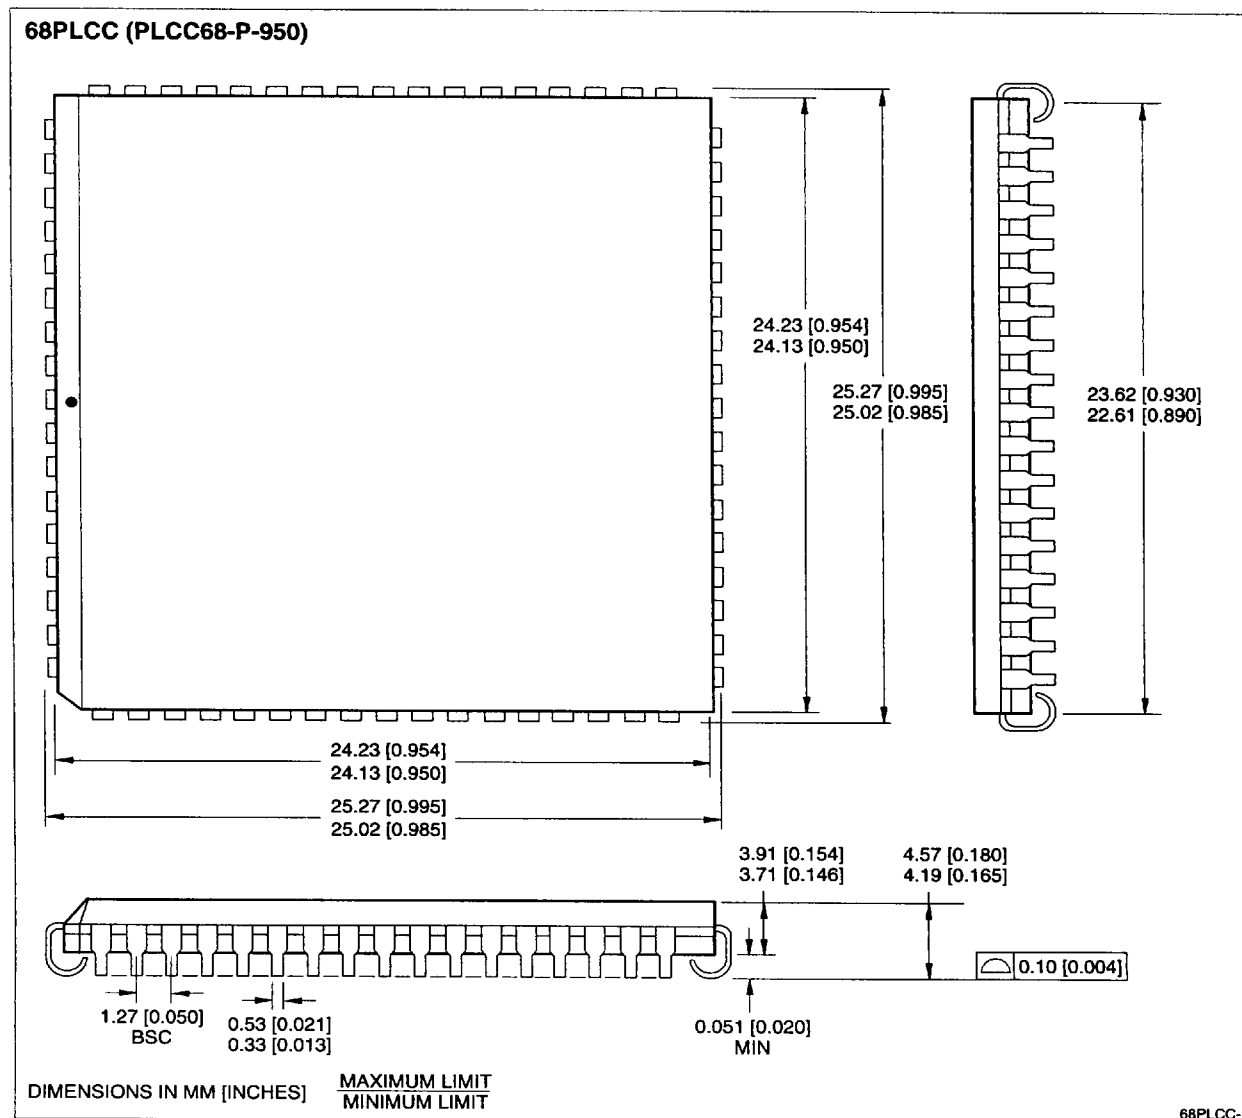 68PLCC (PLCC68-P-950)
24.23 [0.954]
24.13 [0.950]
25.27 [0.995]
25.02 [0.985]
23.62 [0.930]
22.61 [0.890]
24.23 [0.954]
24.13 [0.950]
25.27 [0.995]
25.02 [0.985]
3.91 [0.154]
3.71 [0.146]
4.57 [0.180]
4.19 [0.165]
0.10 [0.004]
1.27 [0.050]
BSC
0.53 [0.021]
0.33 [0.013]
0.051 [0.020]
MIN
DIMENSIONS IN MM [INCHES]
MAXIMUM LIMIT
MINIMUM LIMIT
68PLCC-